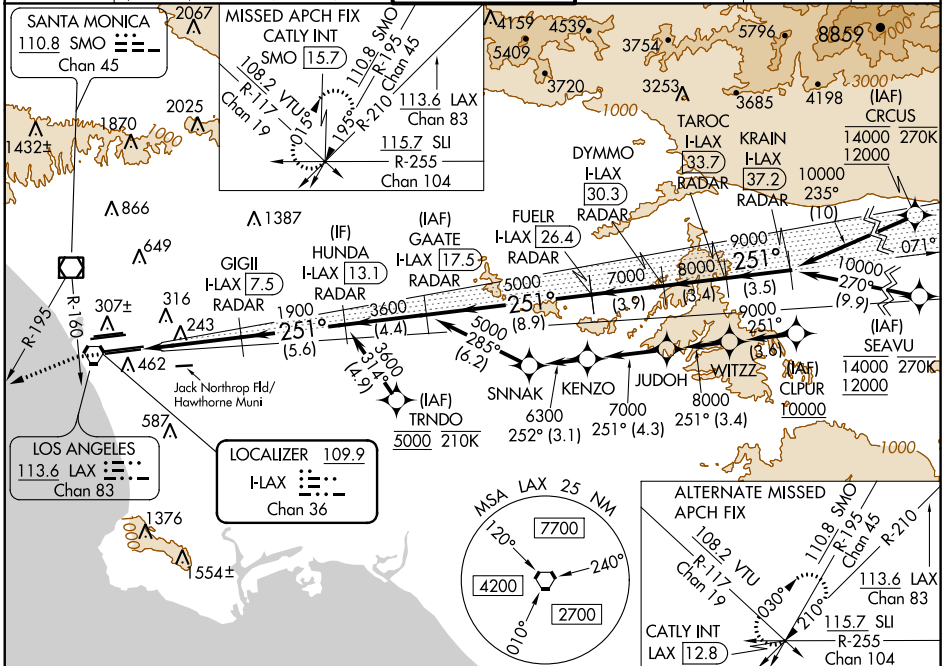 SANTA MONICA
110.8 SMO
Chan 45
2067
2025
1870
1432±
866
649
1387
MISSED APCH FIX
CATLY INT
SMO 15.7
110.8 SMO
R-195
Chan 45
R-210
108.2 VTU
R-117
Chan 19
015°
195°
113.6 LAX
Chan 83
115.7 SLI
R-255
Chan 104
4159
4539
5409
3720
3754
3253
5796
3685
4198
8859
3000
1000
1000
1000
1000
(IAF)
CRCUS
14000 270K
12000
TAROC
I-LAX
33.7
RADAR
KRAIN
I-LAX
37.2
RADAR
10000
235°
(10)
DYMMO
I-LAX
30.3
RADAR
FUELR
I-LAX 26.4
RADAR
(IAF)
GAATE
I-LAX 17.5
RADAR
(IF)
HUNDA
I-LAX 13.1
RADAR
GIGII
I-LAX 7.5
RADAR
071°
9000
251°
(3.5)
8000
(3.4)
7000
(3.9)
5000
251°
(8.9)
3600
(4.4)
1900
251°
(5.6)
10000
270°
(9.9)
(IAF)
SEAVU
14000 270K
12000
9000
251°
(3.6)
(IAF)
CLPUR
10000
WITZZ
8000
251° (3.4)
JUDOH
7000
251° (4.3)
KENZO
6300
252° (3.1)
SNNAK
5000
285°
(6.2)
3600
314°
(4.9)
(IAF)
TRNDO
5000 210K
R-195
R-160
307±
316
243
462
587
Jack Northrop Fld/
Hawthorne Muni
LOS ANGELES
113.6 LAX
Chan 83
LOCALIZER 109.9
I-LAX
Chan 36
1376
1554±
MSA LAX 25 NM
120°
240°
010°
7700
4200
2700
ALTERNATE MISSED
APCH FIX
110.8 SMO
R-195
Chan 45
R-210
108.2 VTU
R-117
Chan 19
030°
210°
113.6 LAX
Chan 83
CATLY INT
LAX 12.8
115.7 SLI
R-255
Chan 104